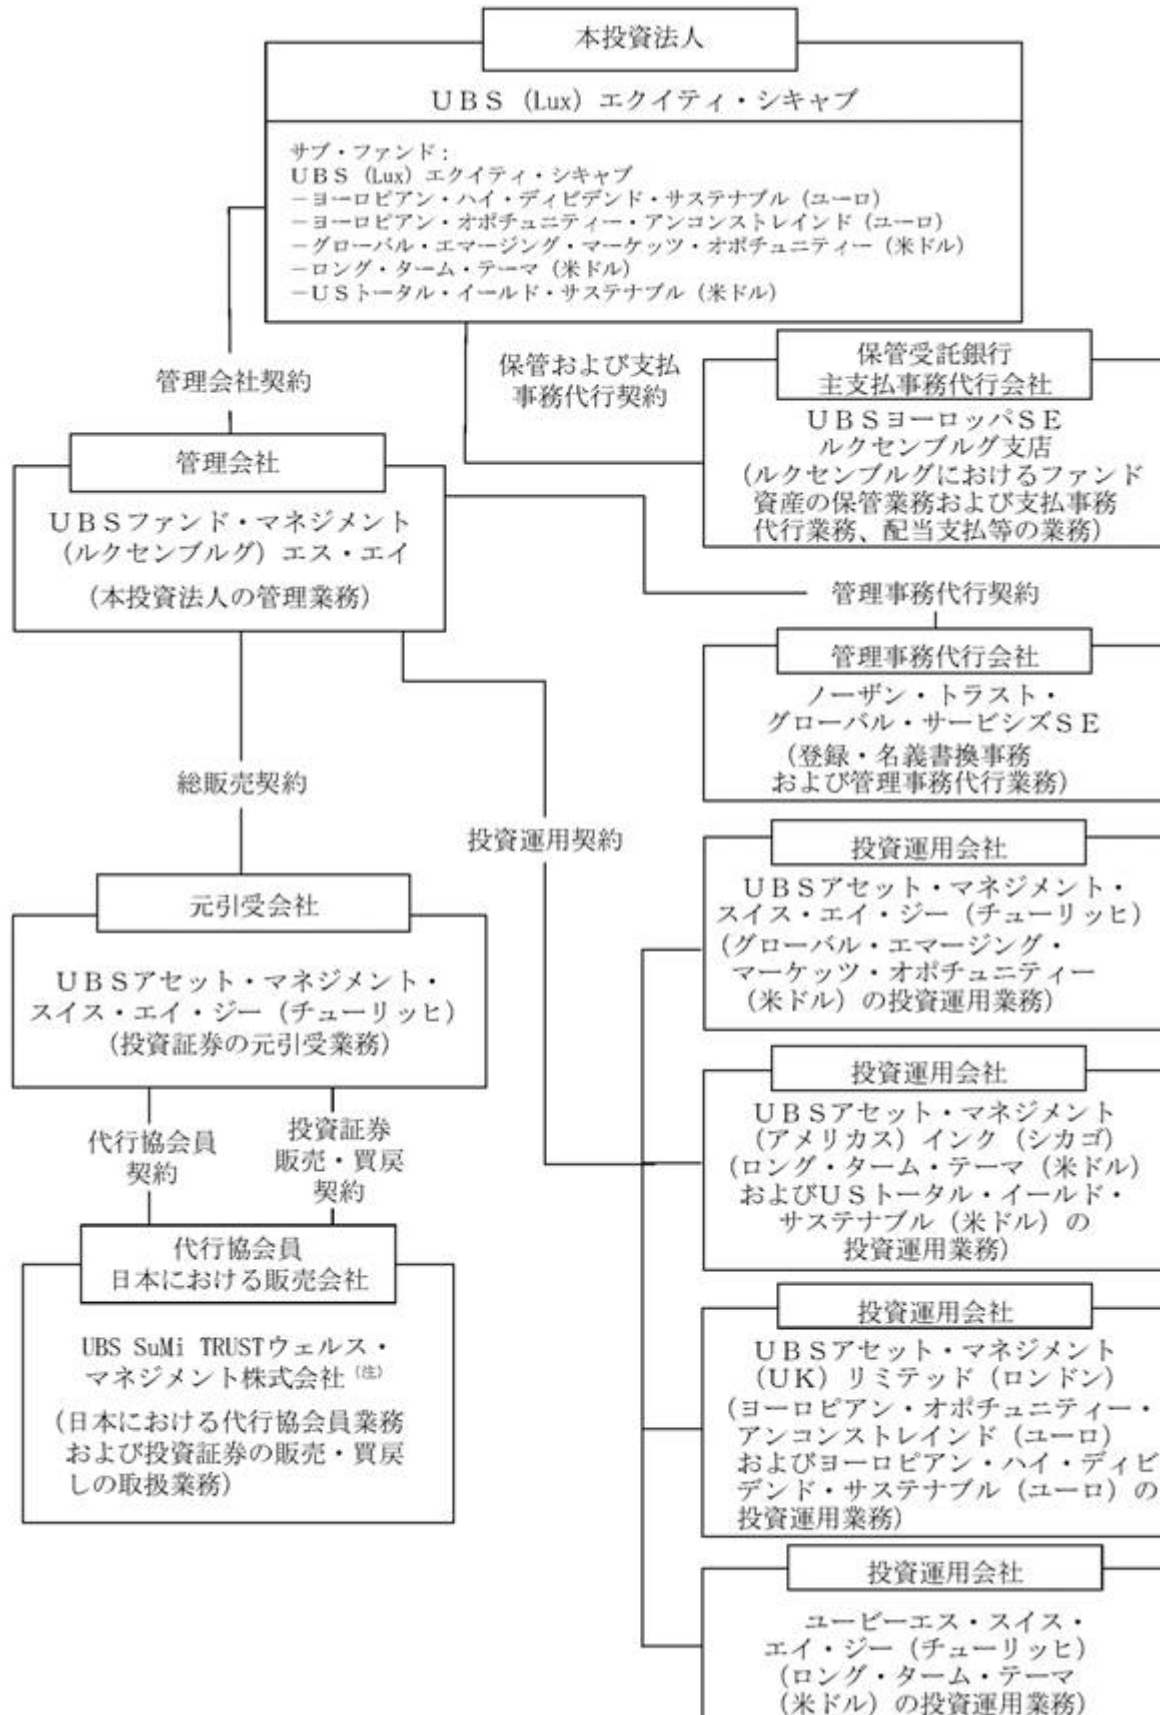 本投資法人
UBS (Lux) エクイティ・シキャブ
サブ・ファンド:
UBS (Lux) エクイティ・シキャブ
-ヨーロピアン・ハイ・ディビデンド・サステナブル(ユーロ)
-ヨーロピアン・オポチュニティー・アンコンストレインド(ユーロ)
-グローバル・エマージング・マーケッツ・オポチュニティー(米ドル)
-ロング・ターム・テーマ(米ドル)
-USトータル・イールド・サステナブル(米ドル)
管理会社契約
保管および支払
事務代行契約
保管受託銀行
主支払事務代行会社
UBSヨーロッパSE
ルクセンブルグ支店
(ルクセンブルグにおけるファンド
資産の保管業務および支払事務
代行業務、配当支払等の業務)
管理会社
UBSファンド・マネジメント
(ルクセンブルグ)エス・エイ
(本投資法人の管理業務)
管理事務代行契約
管理事務代行会社
ノーザン・トラスト・
グローバル・サービシズSE
(登録・名義書換事務
および管理事務代行業務)
総販売契約
投資運用契約
元引受会社
UBSアセット・マネジメント・
スイス・エイ・ジー(チューリッヒ)
(投資証券の元引受業務)
代行協会員
契約
投資証券
販売・買戻
契約
代行協会員
日本における販売会社
UBS SuMi TRUSTウェルス・
マネジメント株式会社(注)
(日本における代行協会員業務
および投資証券の販売・買戻
しの取扱業務)
投資運用会社
UBSアセット・マネジメント・
スイス・エイ・ジー(チューリッヒ)
(グローバル・エマージング・
マーケッツ・オポチュニティー
(米ドル)の投資運用業務)
投資運用会社
UBSアセット・マネジメント
(アメリカス)インク(シカゴ)
(ロング・ターム・テーマ(米ドル)
およびUSトータル・イールド・
サステナブル(米ドル)の
投資運用業務)
投資運用会社
UBSアセット・マネジメント
(UK)リミテッド(ロンドン)
(ヨーロピアン・オポチュニティー・
アンコンストレインド(ユーロ)
およびヨーロピアン・ハイ・ディビ
デンド・サステナブル(ユーロ)の
投資運用業務)
投資運用会社
ユービーエス・スイス・
エイ・ジー(チューリッヒ)
(ロング・ターム・テーマ
(米ドル)の投資運用業務)